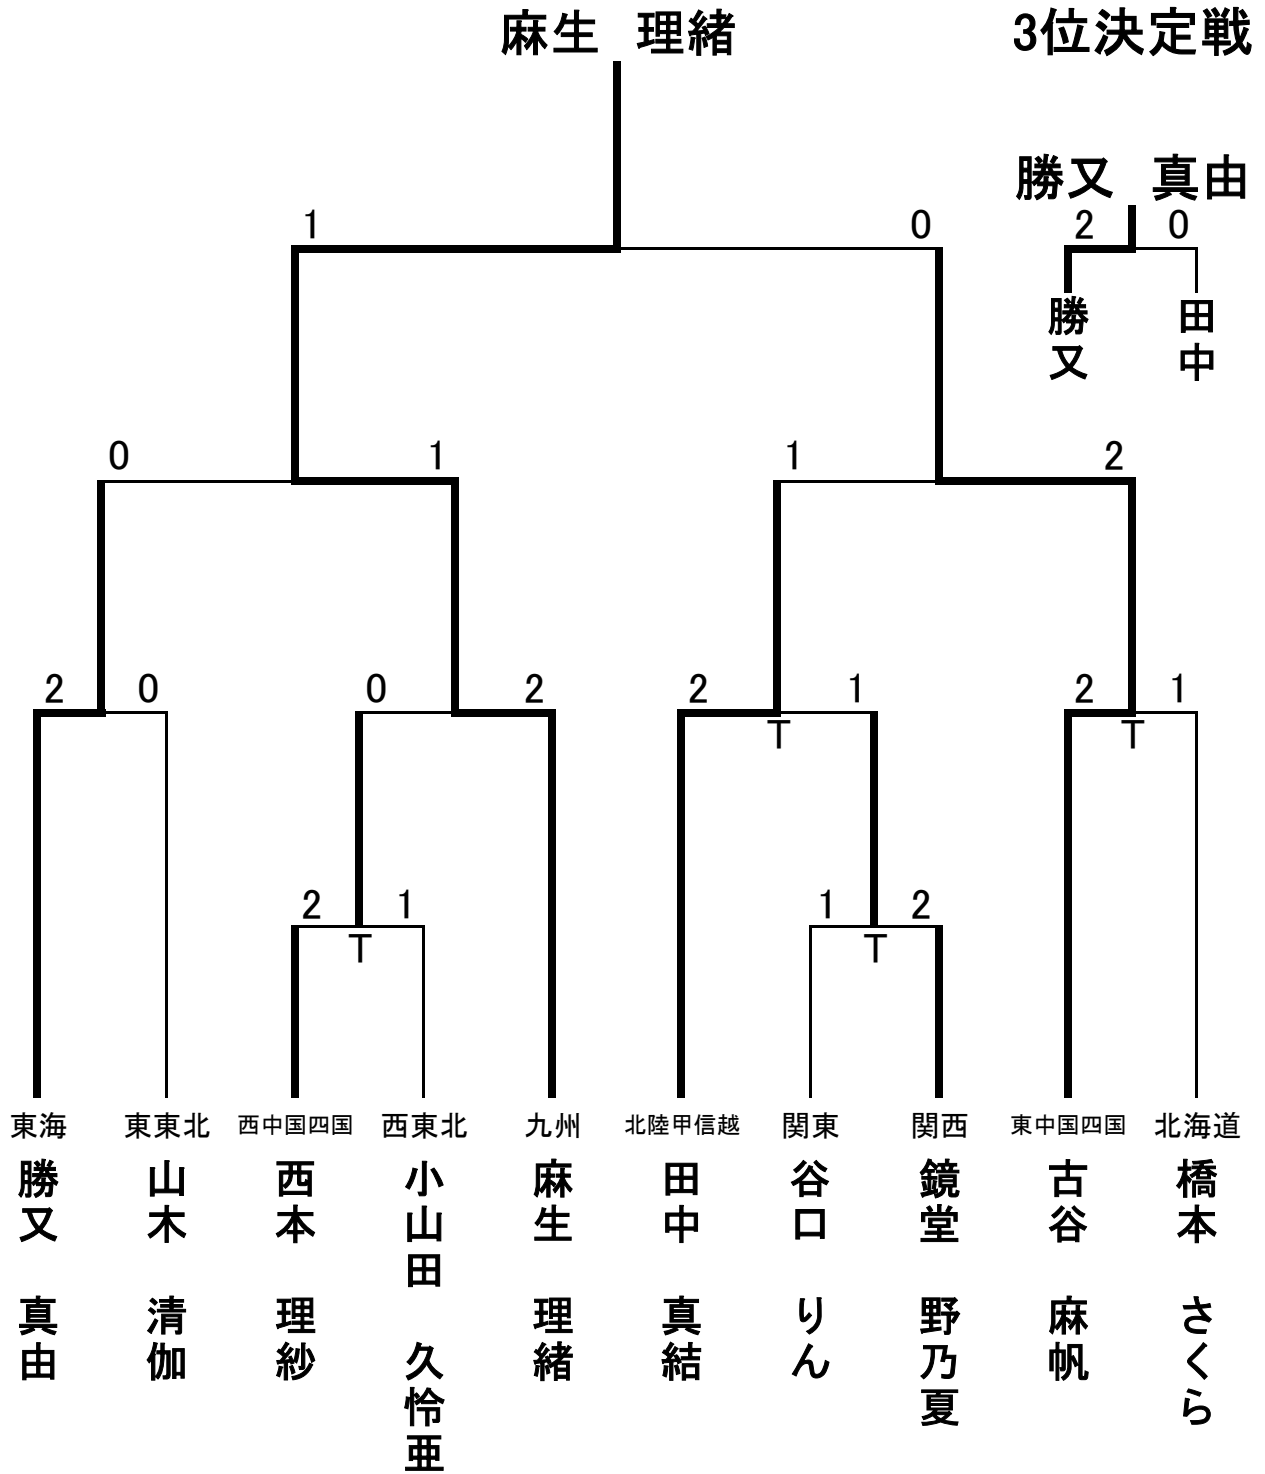 麻生　理緒
3位決定戦
勝又　真由
1
0
2
0
勝又
田中
0
1
1
2
2
0
0
2
2
1
2
1
T
T
2
1
1
2
T
T
東海
東東北
西中国四国
西東北
九州
北陸甲信越
関東
関西
東中国四国
北海道
勝又　真由
山木　清伽
西本　理紗
小山田　久怜亜
麻生　理緒
田中　真結
谷口　りん
鏡堂　野乃夏
古谷　麻帆
橋本　さくら